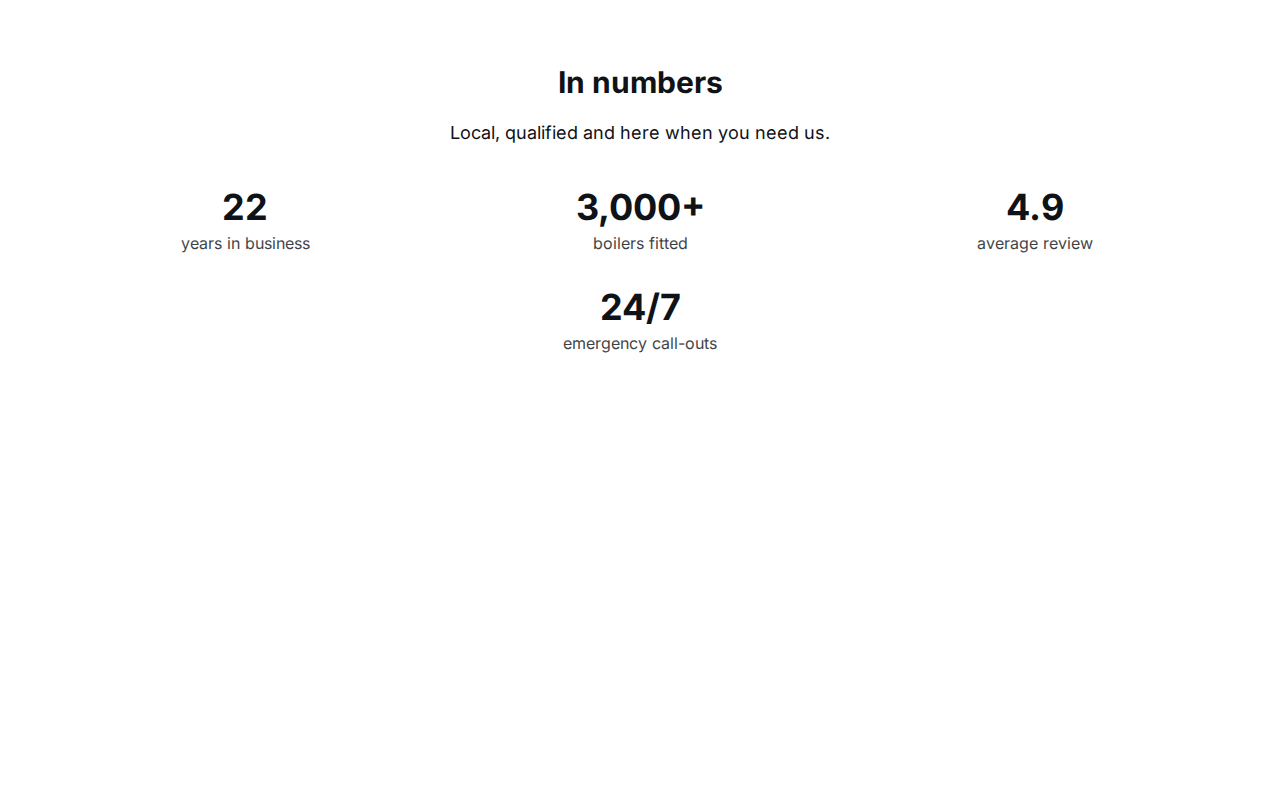 In numbers
Local, qualified and here when you need us.
22
years in business
3,000+
boilers fitted
4.9
average review
24/7
emergency call-outs